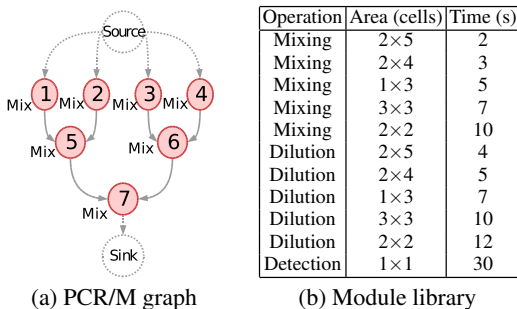 Source
1 2 3 4
Mix Mix Mix Mix
5 6
Mix Mix
7
Mix
Sink
(a) PCR/M graph
Operation Area (cells) Time (s)
Mixing 2×5 2
Mixing 2×4 3
Mixing 1×3 5
Mixing 3×3 7
Mixing 2×2 10
Dilution 2×5 4
Dilution 2×4 5
Dilution 1×3 7
Dilution 3×3 10
Dilution 2×2 12
Detection 1×1 30
(b) Module library